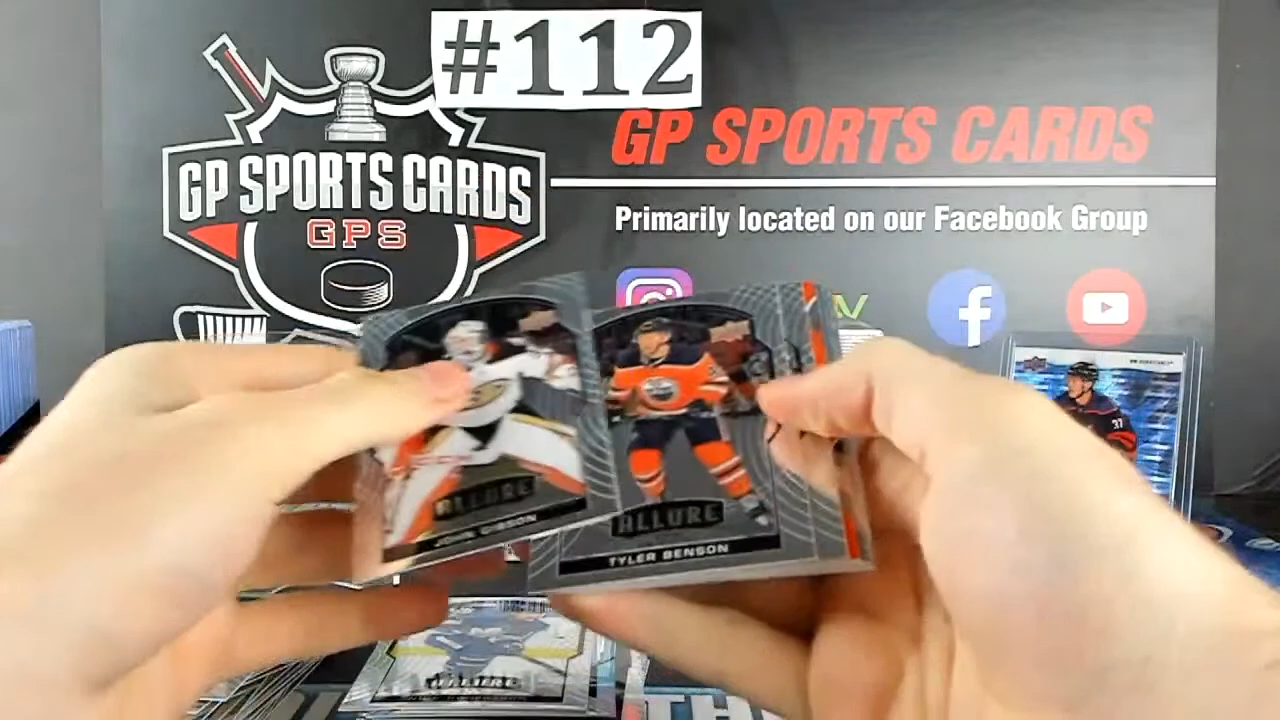 #112
GP SPORTS CARDS
GPS
GP SPORTS CARDS
Primarily located on our Facebook Group
ALLURE
JOHN GIBSON
ALLURE
TYLER BENSON
37
ALLURE